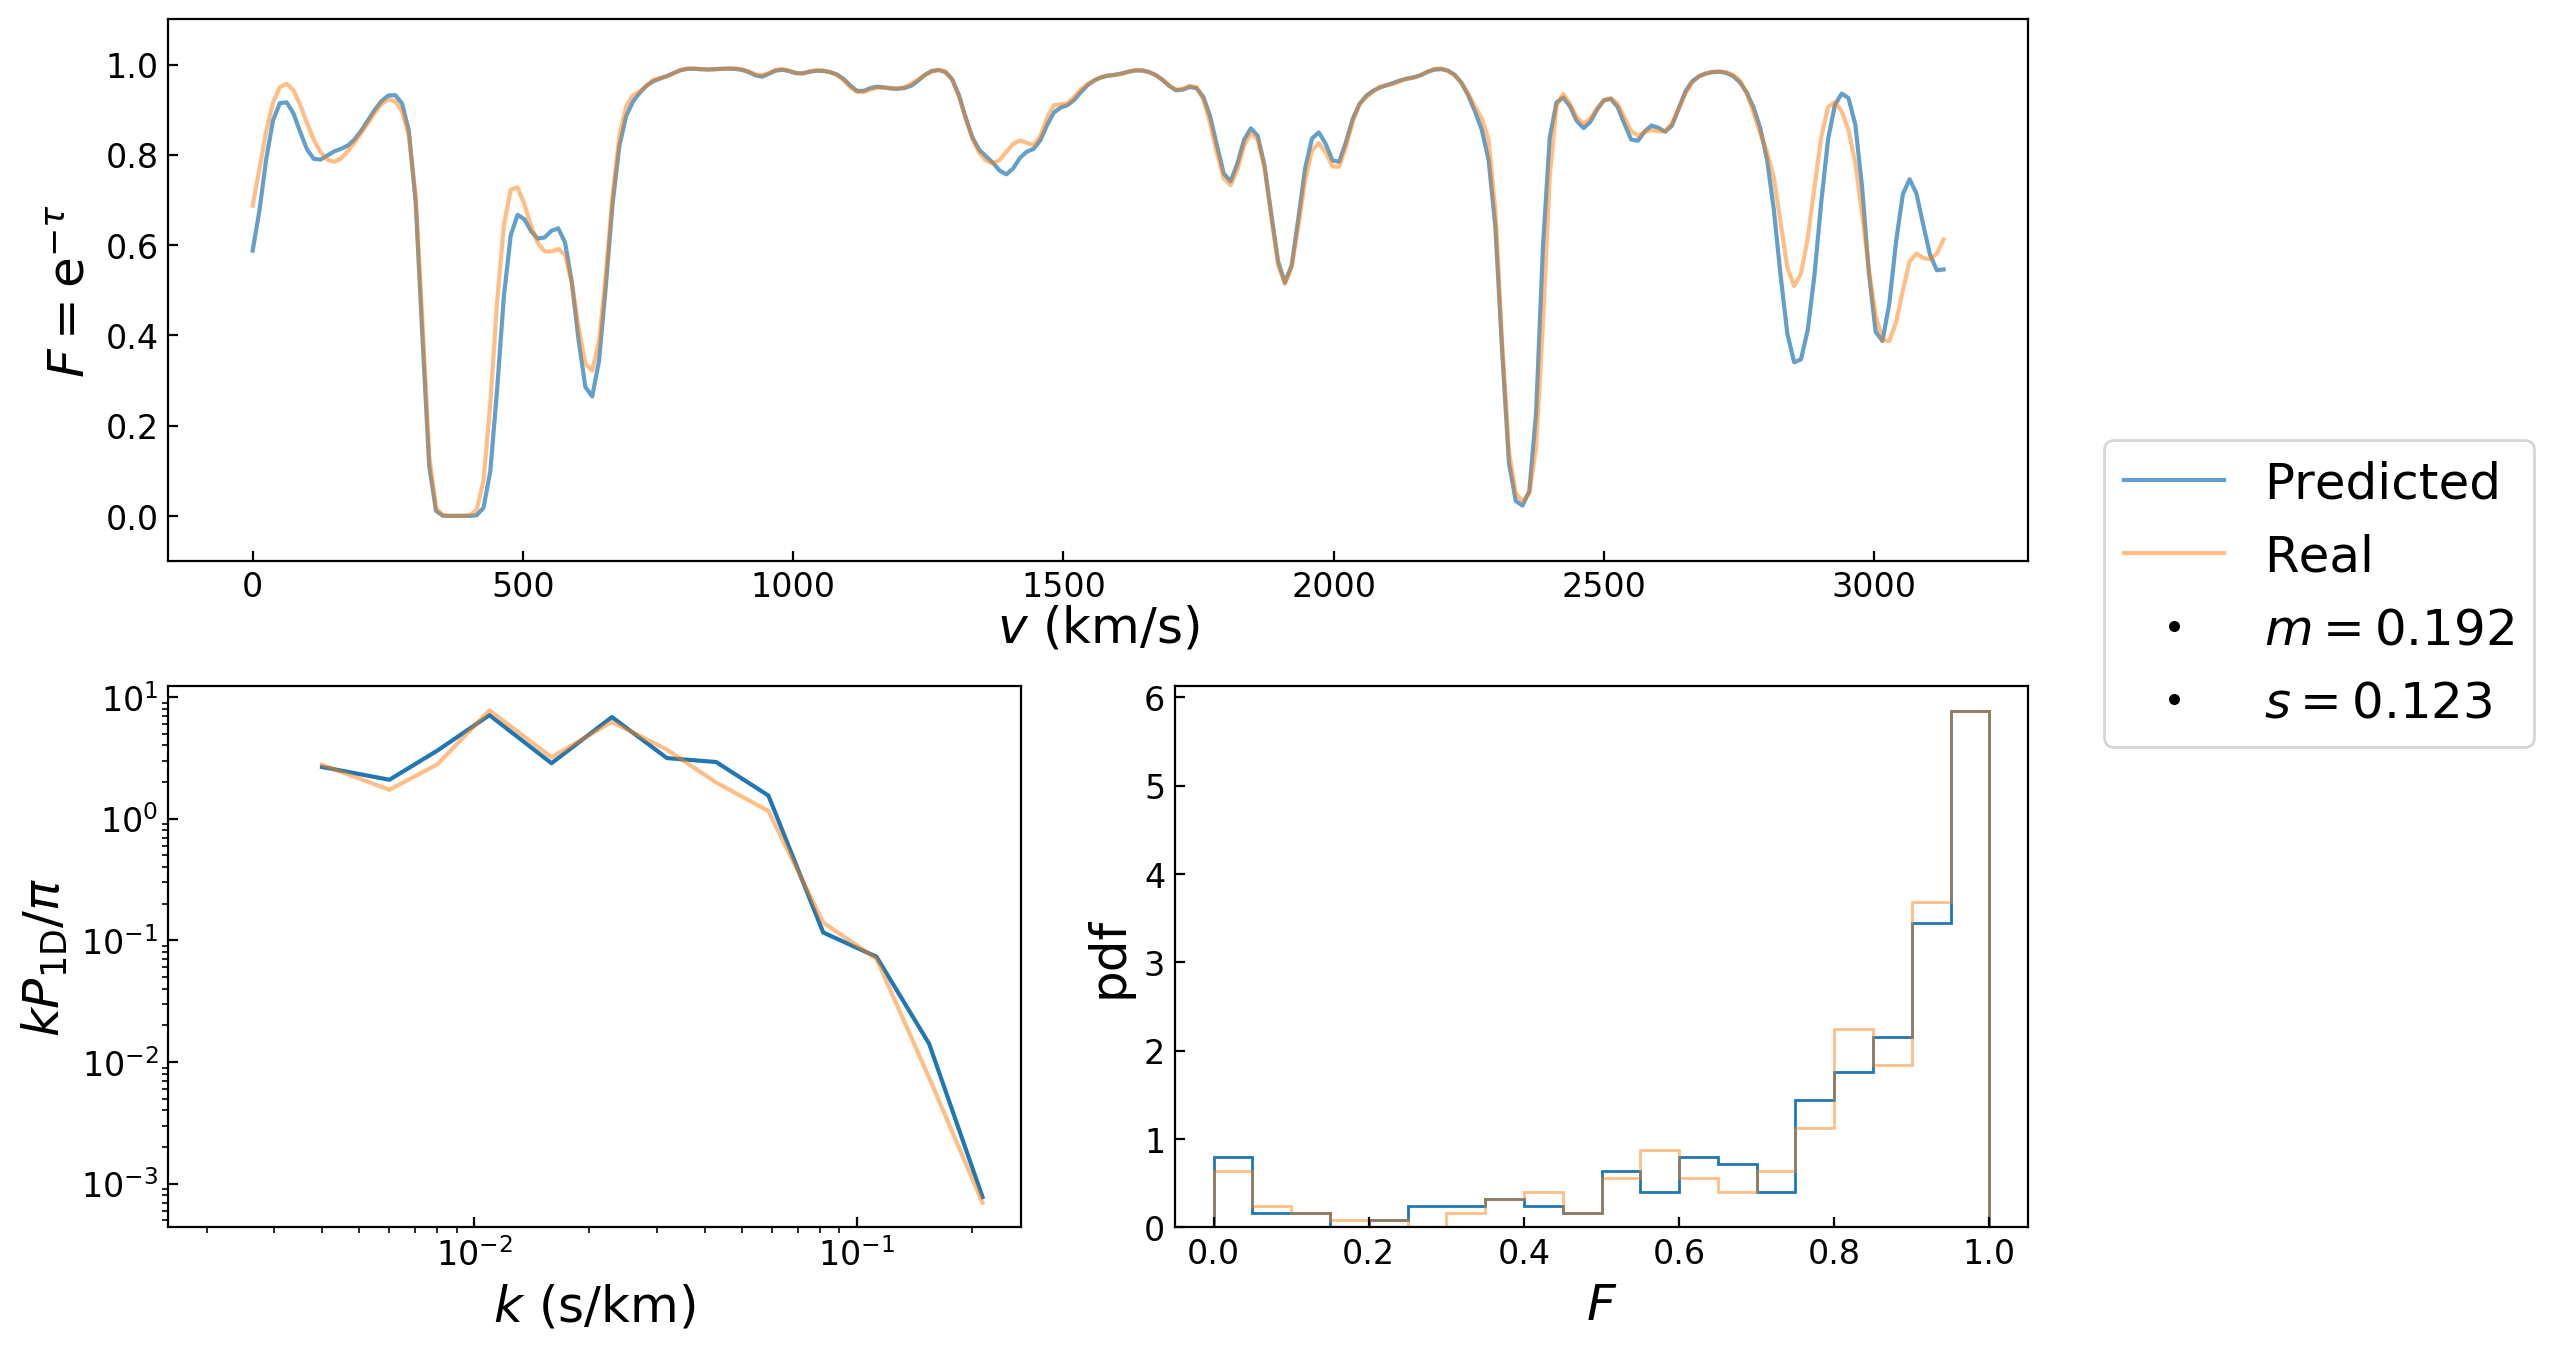 1.0
0.8
0.6
0.4
0.2
0.0
F = e^{−τ}
0 500 1000 1500 2000 2500 3000
v (km/s)
Predicted
Real
m = 0.192
s = 0.123
10^1
10^0
10^{−1}
10^{−2}
10^{−3}
kP_{1D}/π
10^{−2} 10^{−1}
k (s/km)
6
5
4
3
2
1
0
pdf
0.0 0.2 0.4 0.6 0.8 1.0
F